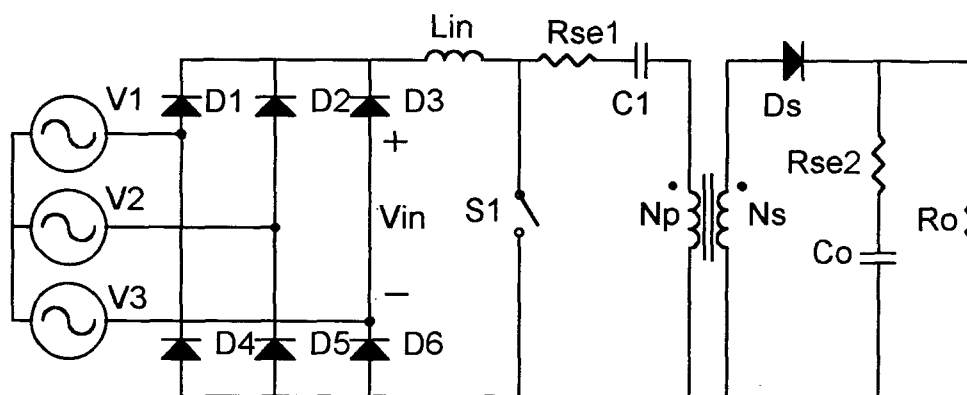 Lin
Rse1
V1
D1
D2
D3
C1
Ds
+
Rse2
V2
S1
Np
Ns
Vin
Ro
Co
V3
−
D4
D5
D6